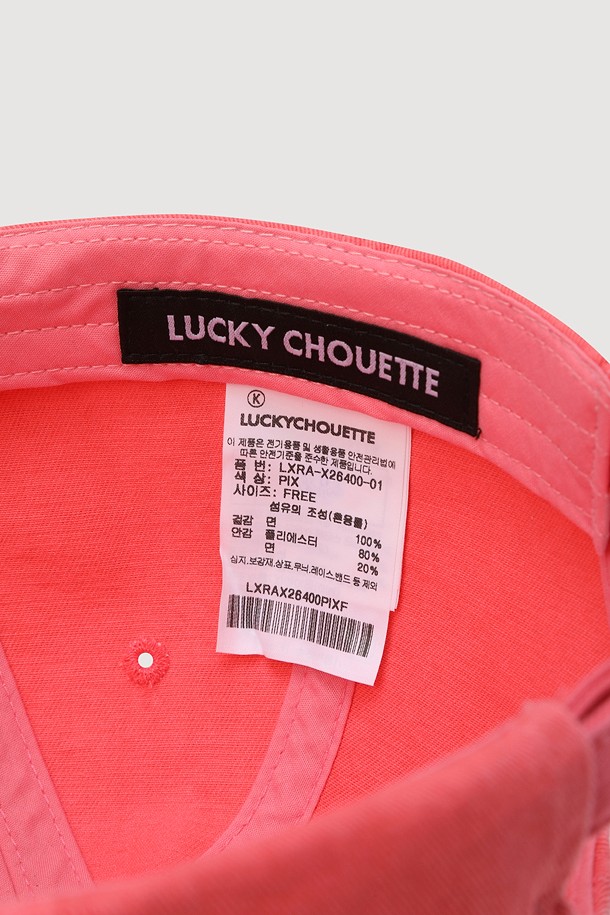 LUCKY CHOUETTE
K
LUCKYCHOUETTE
이 제품은 전기용품 및 생활용품 안전관리법에
따른 안전기준을 준수한 제품입니다.
품 번: LXRA-X26400-01
색 상: PIX
사이즈: FREE
섬유의 조성(혼용률)
겉감 면 100%
안감 폴리에스터 80%
면 20%
심지,보강재,상표,무늬,레이스,밴드 등 제외
LXRAX26400PIXF